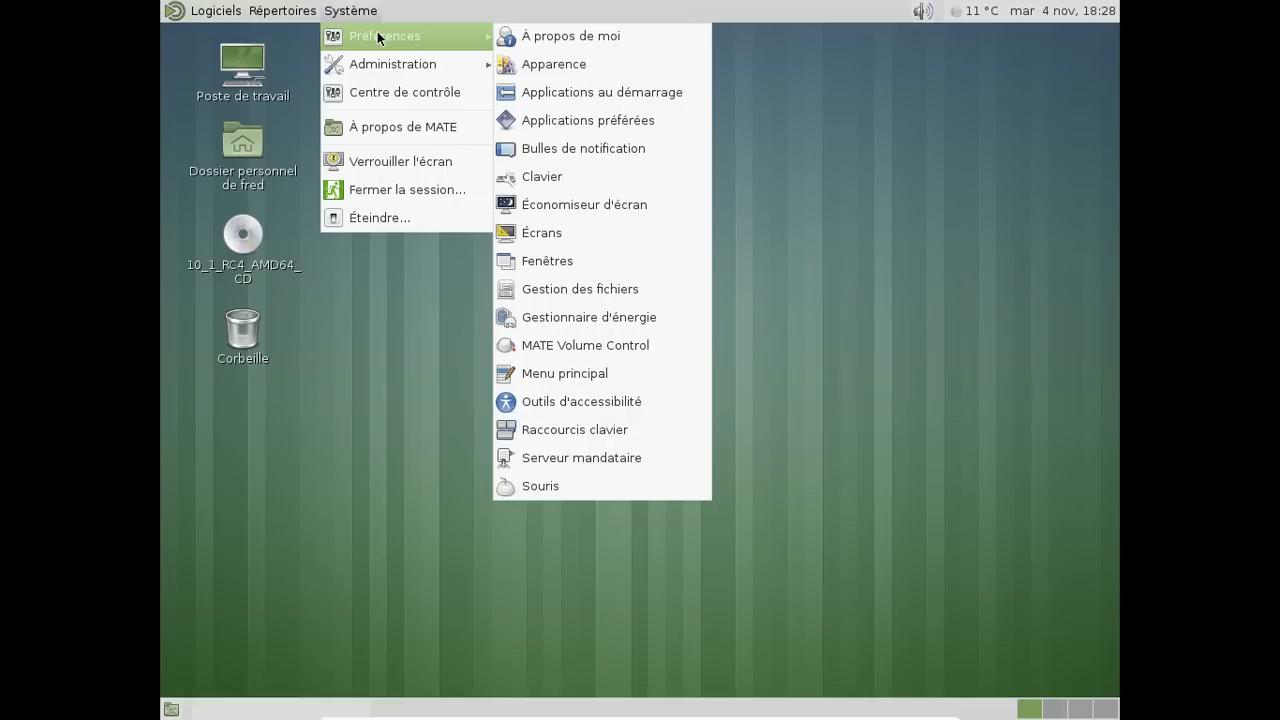 Logiciels Répertoires Système
11 °C mar 4 nov, 18:28
Poste de travail
Dossier personnel
de fred
10_1_RC4_AMD64_
CD
Corbeille
Préférences
Administration
Centre de contrôle
À propos de MATE
Verrouiller l'écran
Fermer la session...
Éteindre...
À propos de moi
Apparence
Applications au démarrage
Applications préférées
Bulles de notification
Clavier
Économiseur d'écran
Écrans
Fenêtres
Gestion des fichiers
Gestionnaire d'énergie
MATE Volume Control
Menu principal
Outils d'accessibilité
Raccourcis clavier
Serveur mandataire
Souris